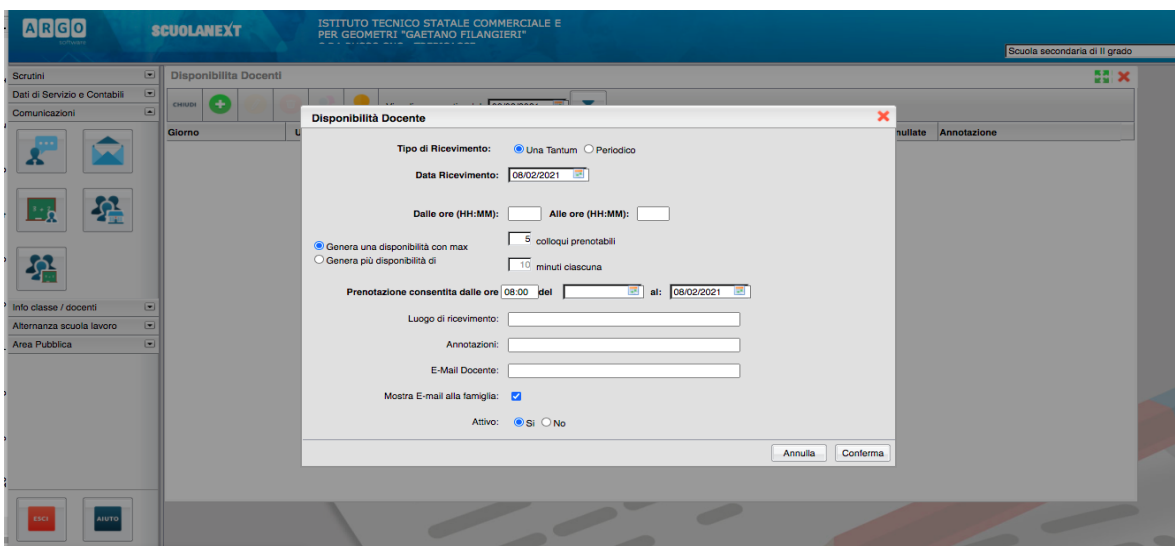 ARGO
software
SCUOLANEXT
ISTITUTO TECNICO STATALE COMMERCIALE E
PER GEOMETRI "GAETANO FILANGIERI"
Scuola secondaria di II grado
Scrutini
Dati di Servizio e Contabili
Comunicazioni
Info classe / docenti
Alternanza scuola lavoro
Area Pubblica
ESCI
AIUTO
Disponibilita Docenti
CHIUDI
Giorno
nullate
Annotazione
Disponibilità Docente
Tipo di Ricevimento: Una Tantum Periodico
Data Ricevimento: 08/02/2021
Dalle ore (HH:MM): Alle ore (HH:MM):
Genera una disponibilità con max 5 colloqui prenotabili
Genera più disponibilità di 10 minuti ciascuna
Prenotazione consentita dalle ore 08:00 del al: 08/02/2021
Luogo di ricevimento:
Annotazioni:
E-Mail Docente:
Mostra E-mail alla famiglia:
Attivo: Si No
Annulla Conferma